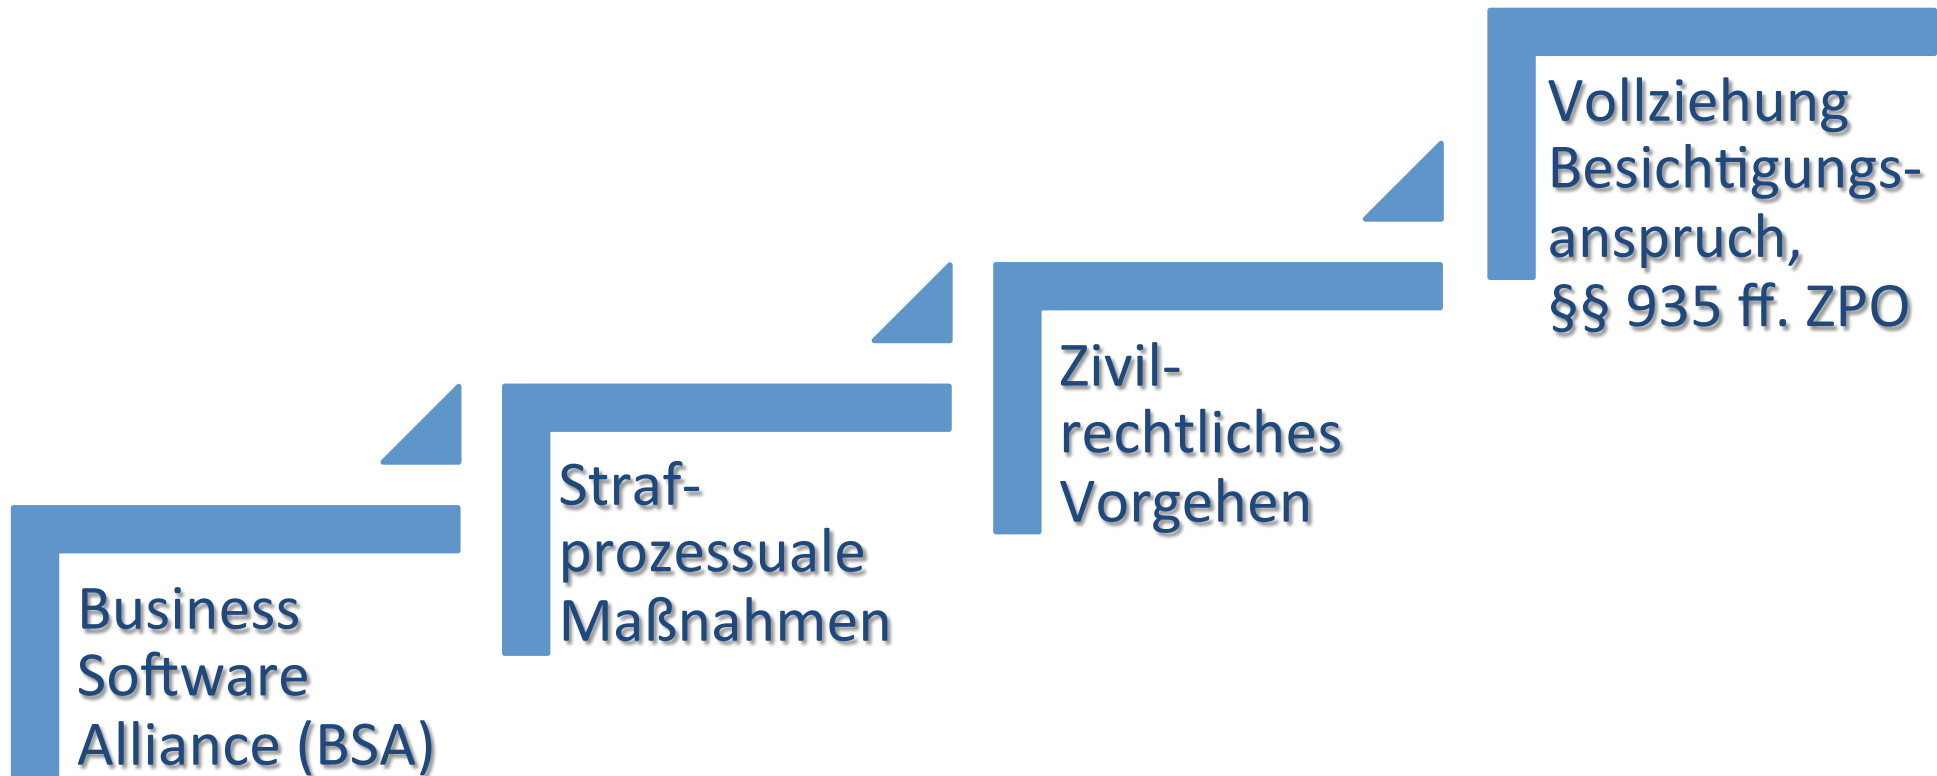 Business
Software
Alliance (BSA)
Straf-
prozessuale
Maßnahmen
Zivil-
rechtliches
Vorgehen
Vollziehung
Besichtigungs-
anspruch,
§§ 935 ff. ZPO